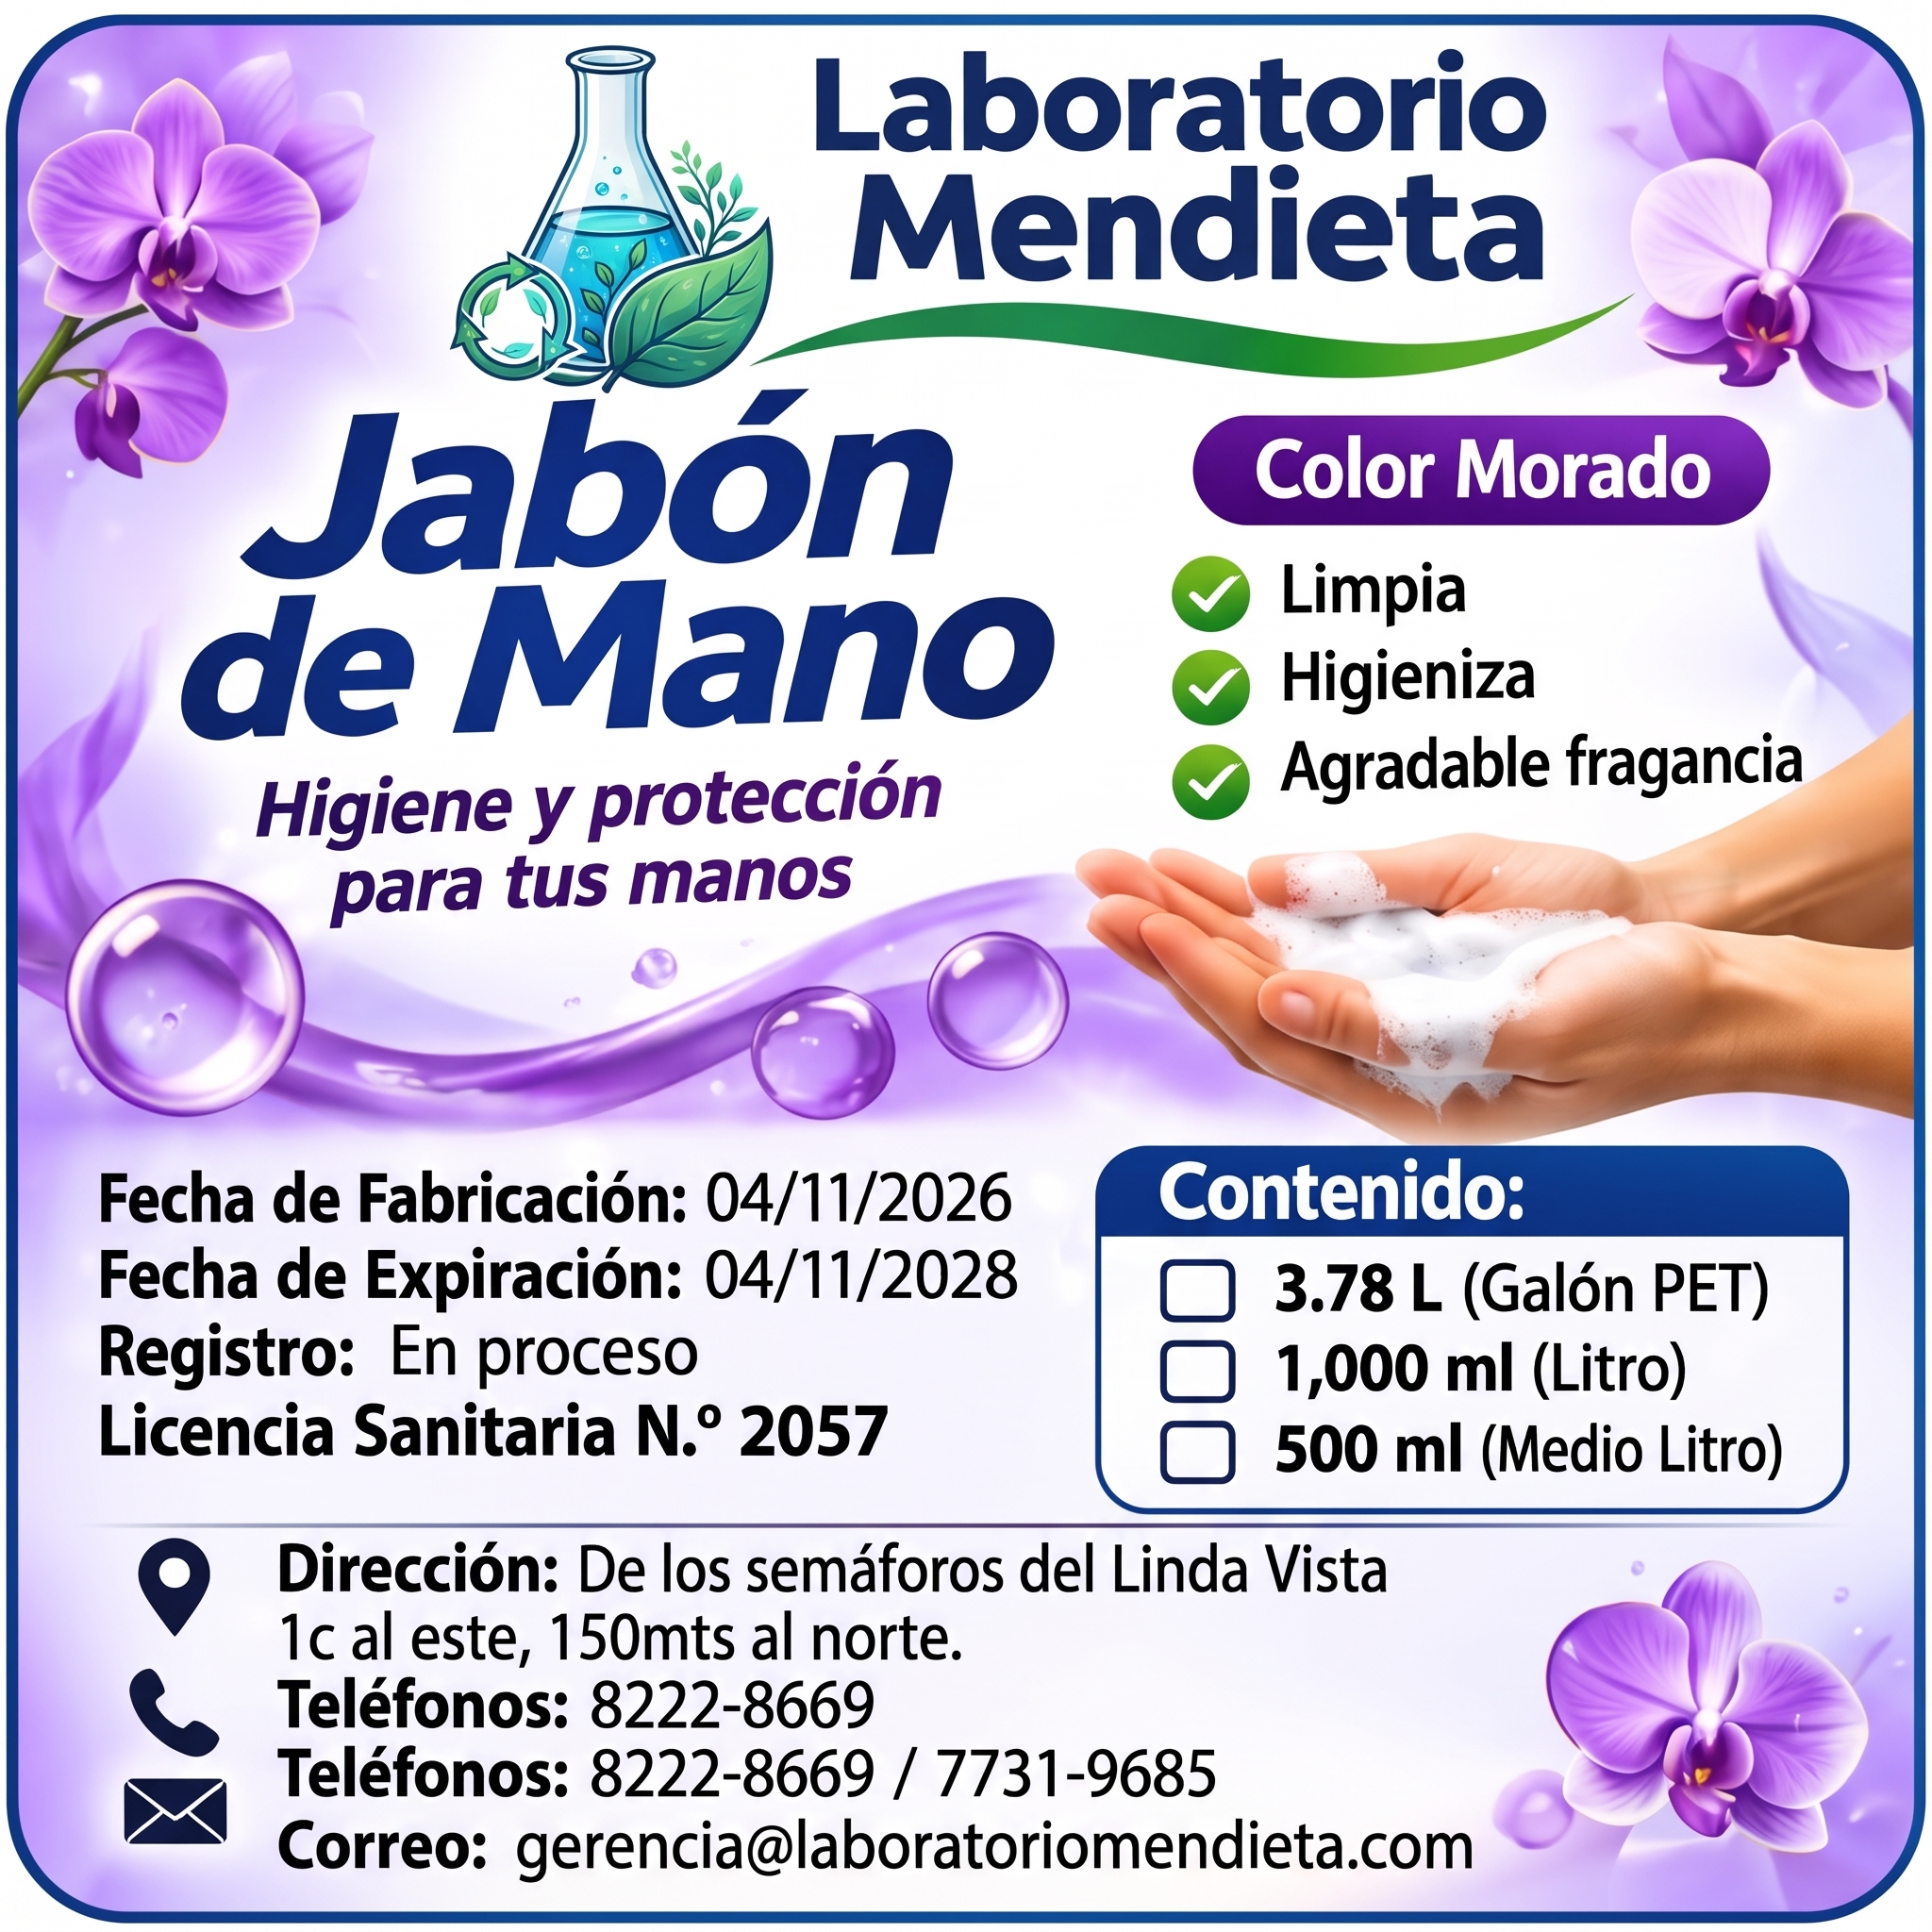 Laboratorio
Mendieta
Jabón
de Mano
Higiene y protección
para tus manos
Color Morado
Limpia
Higieniza
Agradable fragancia
Fecha de Fabricación: 04/11/2026
Fecha de Expiración: 04/11/2028
Registro: En proceso
Licencia Sanitaria N.º 2057
Contenido:
3.78 L (Galón PET)
1,000 ml (Litro)
500 ml (Medio Litro)
Dirección: De los semáforos del Linda Vista
1c al este, 150mts al norte.
Teléfonos: 8222-8669
Teléfonos: 8222-8669 / 7731-9685
Correo: gerencia@laboratoriomendieta.com